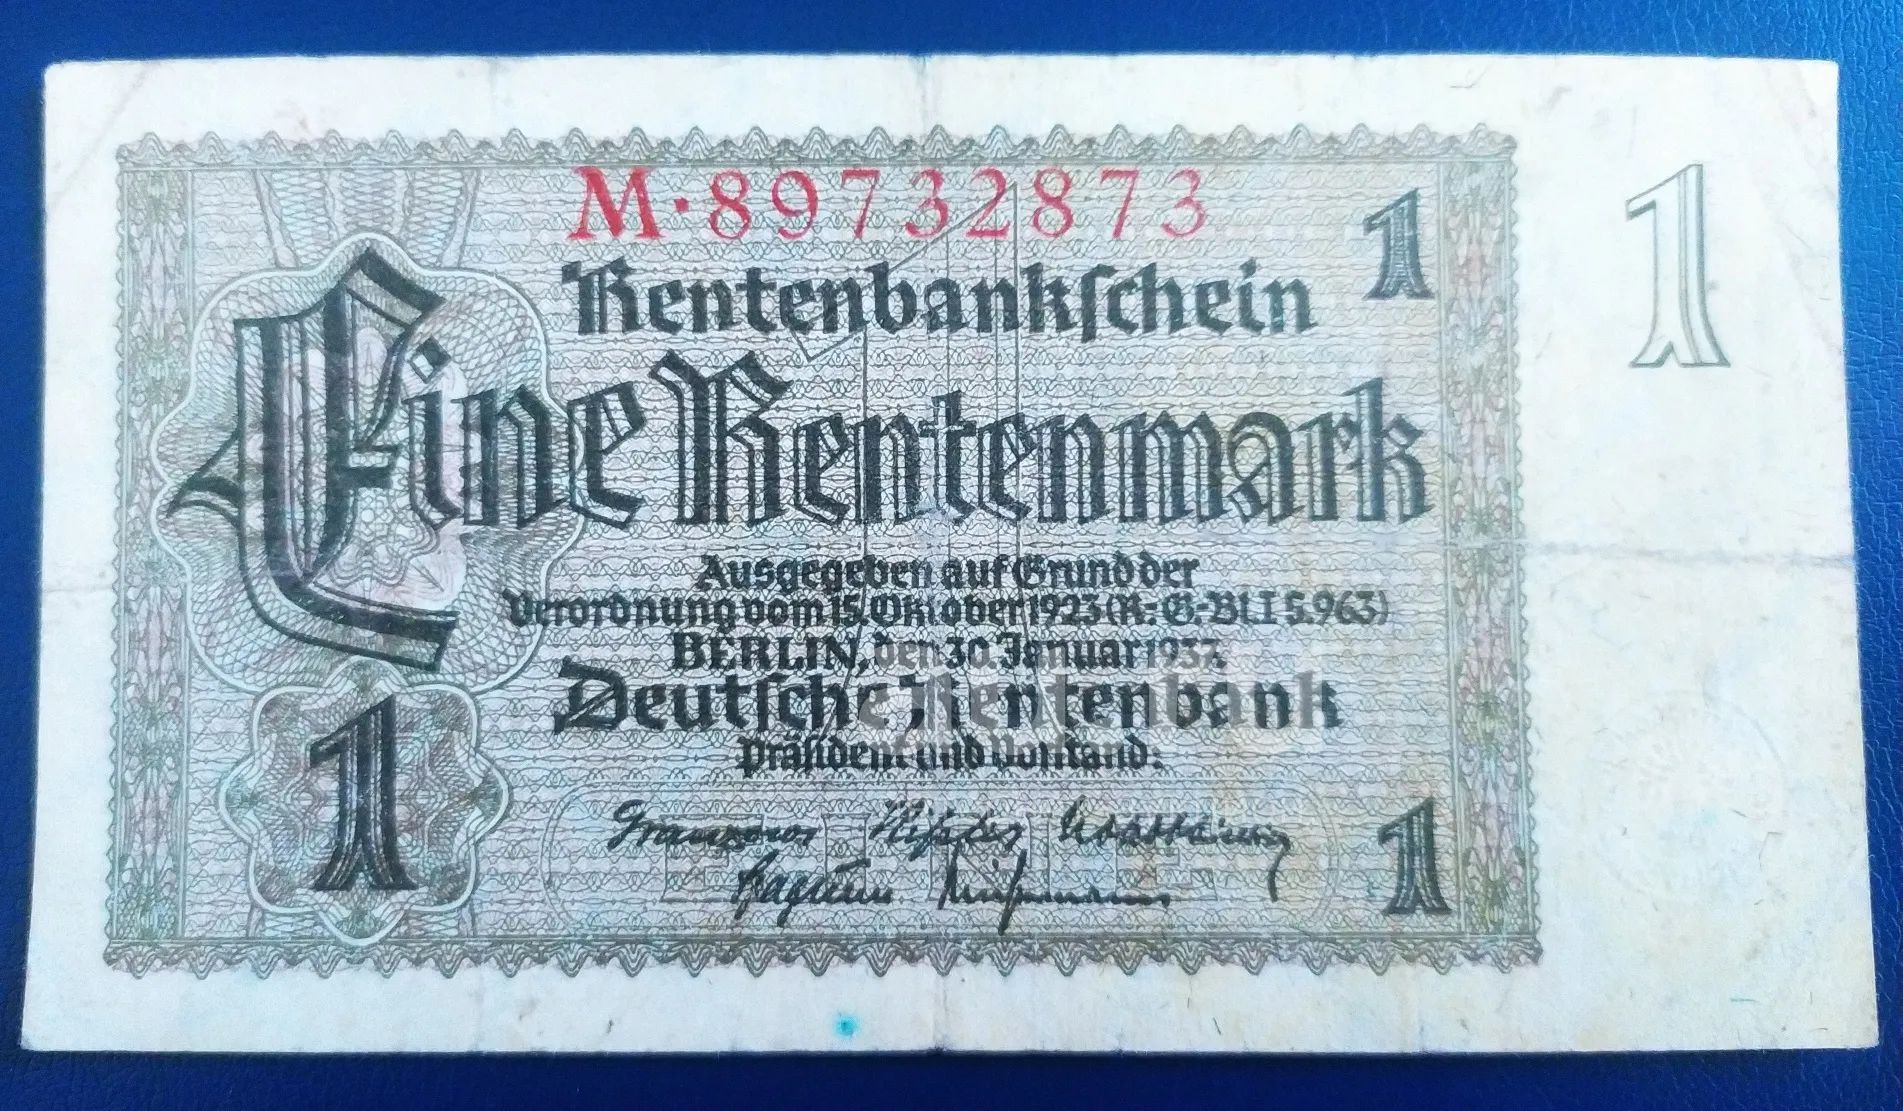 M·89732873
1
1
Rentenbankschein
Eine Rentenmark
Ausgegeben auf Grund der
Verordnung vom 15. Oktober 1923 (R.-G.-Bl. I S. 963)
BERLIN, den 30. Januar 1937.
Deutsche Rentenbank
Präsident und Vorstand:
1
1